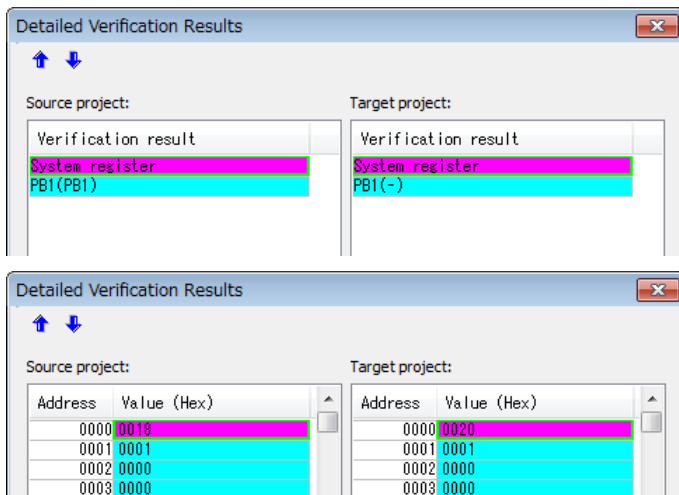 Detailed Verification Results
Source project: Target project:
Verification result Verification result
System register System register
PB1(PB1) PB1(-)
Detailed Verification Results
Source project: Target project:
Address Value (Hex) Address Value (Hex)
0000 0018 0000 0020
0001 0001 0001 0001
0002 0000 0002 0000
0003 0000 0003 0000